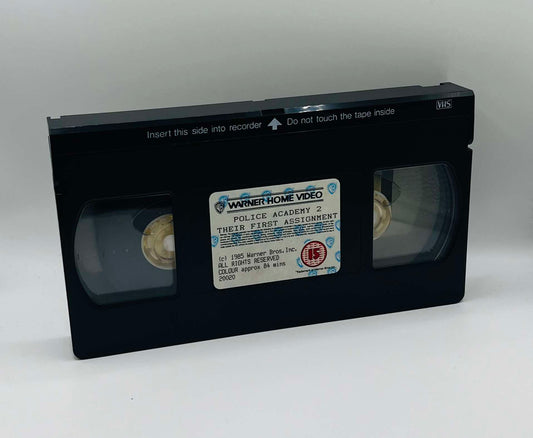 VHS
Insert this side into recorder Do not touch the tape inside
WARNER HOME VIDEO
POLICE ACADEMY 2
THEIR FIRST ASSIGNMENT
(c) 1985 Warner Bros.Inc.
ALL RIGHTS RESERVED
COLOUR approx 84 mins
20020
15